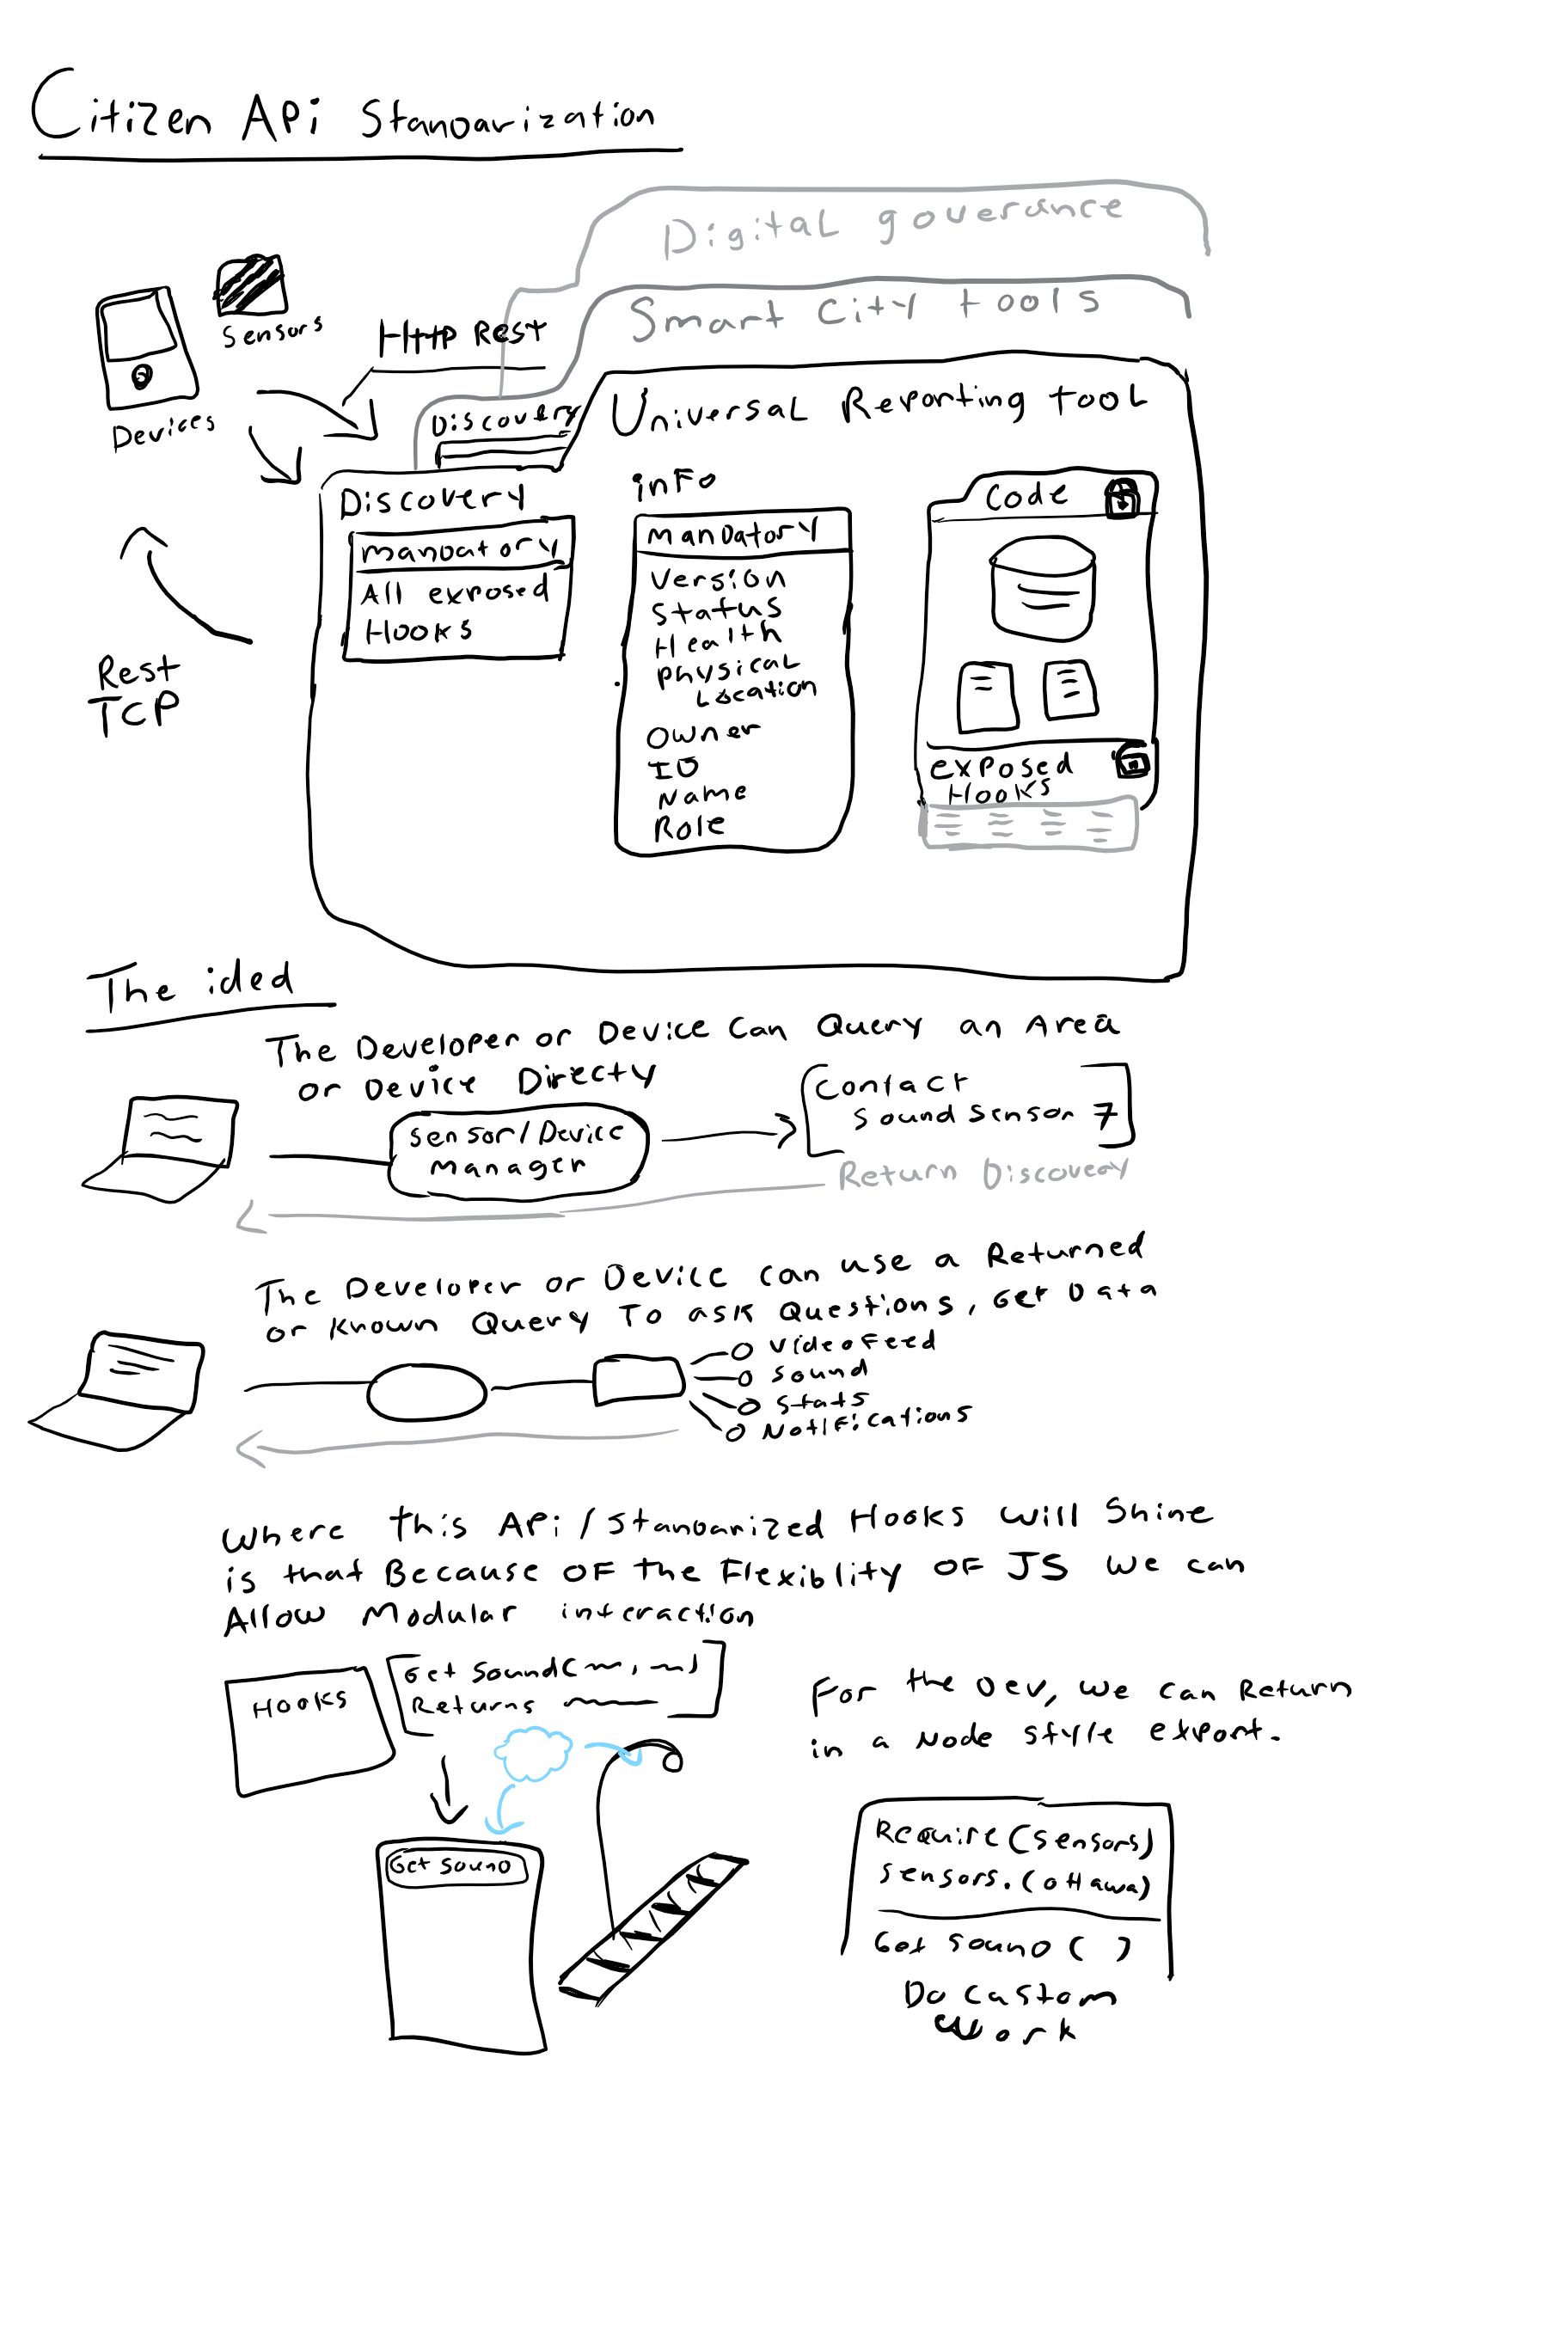 Citizen Api Standarization
Digital goverance
Smart City tools
Sensors
Devices
Http Rest
Discovery
Universal Reporting tool
Discovery
mandatory
All exposed
Hooks
info
mandatory
Version
Status
Health
Physical
Location
Owner
ID
Name
Role
Code
exposed
Hooks
Rest
TCP
The idea
The Developer or Device Can Query an Area
or Device Directy
Sensor/Device
manager
Contact
Sound Sensor 7
Return Discovery
The Developer or Device can use a Returned
or known Query To ask Questions, Get Data
Video Feed
Sound
Stats
Notifications
Where this Api/Standarized Hooks will Shine
is that Because of the Flexiblity of JS we can
Allow Modular interaction
Hooks
Get Sound( , )
Returns
Get Sound
For the Dev, we can Return
in a Node style export.
Require(sensors)
sensors.(ottawa)
Get Sound ( )
Do Custom
Work